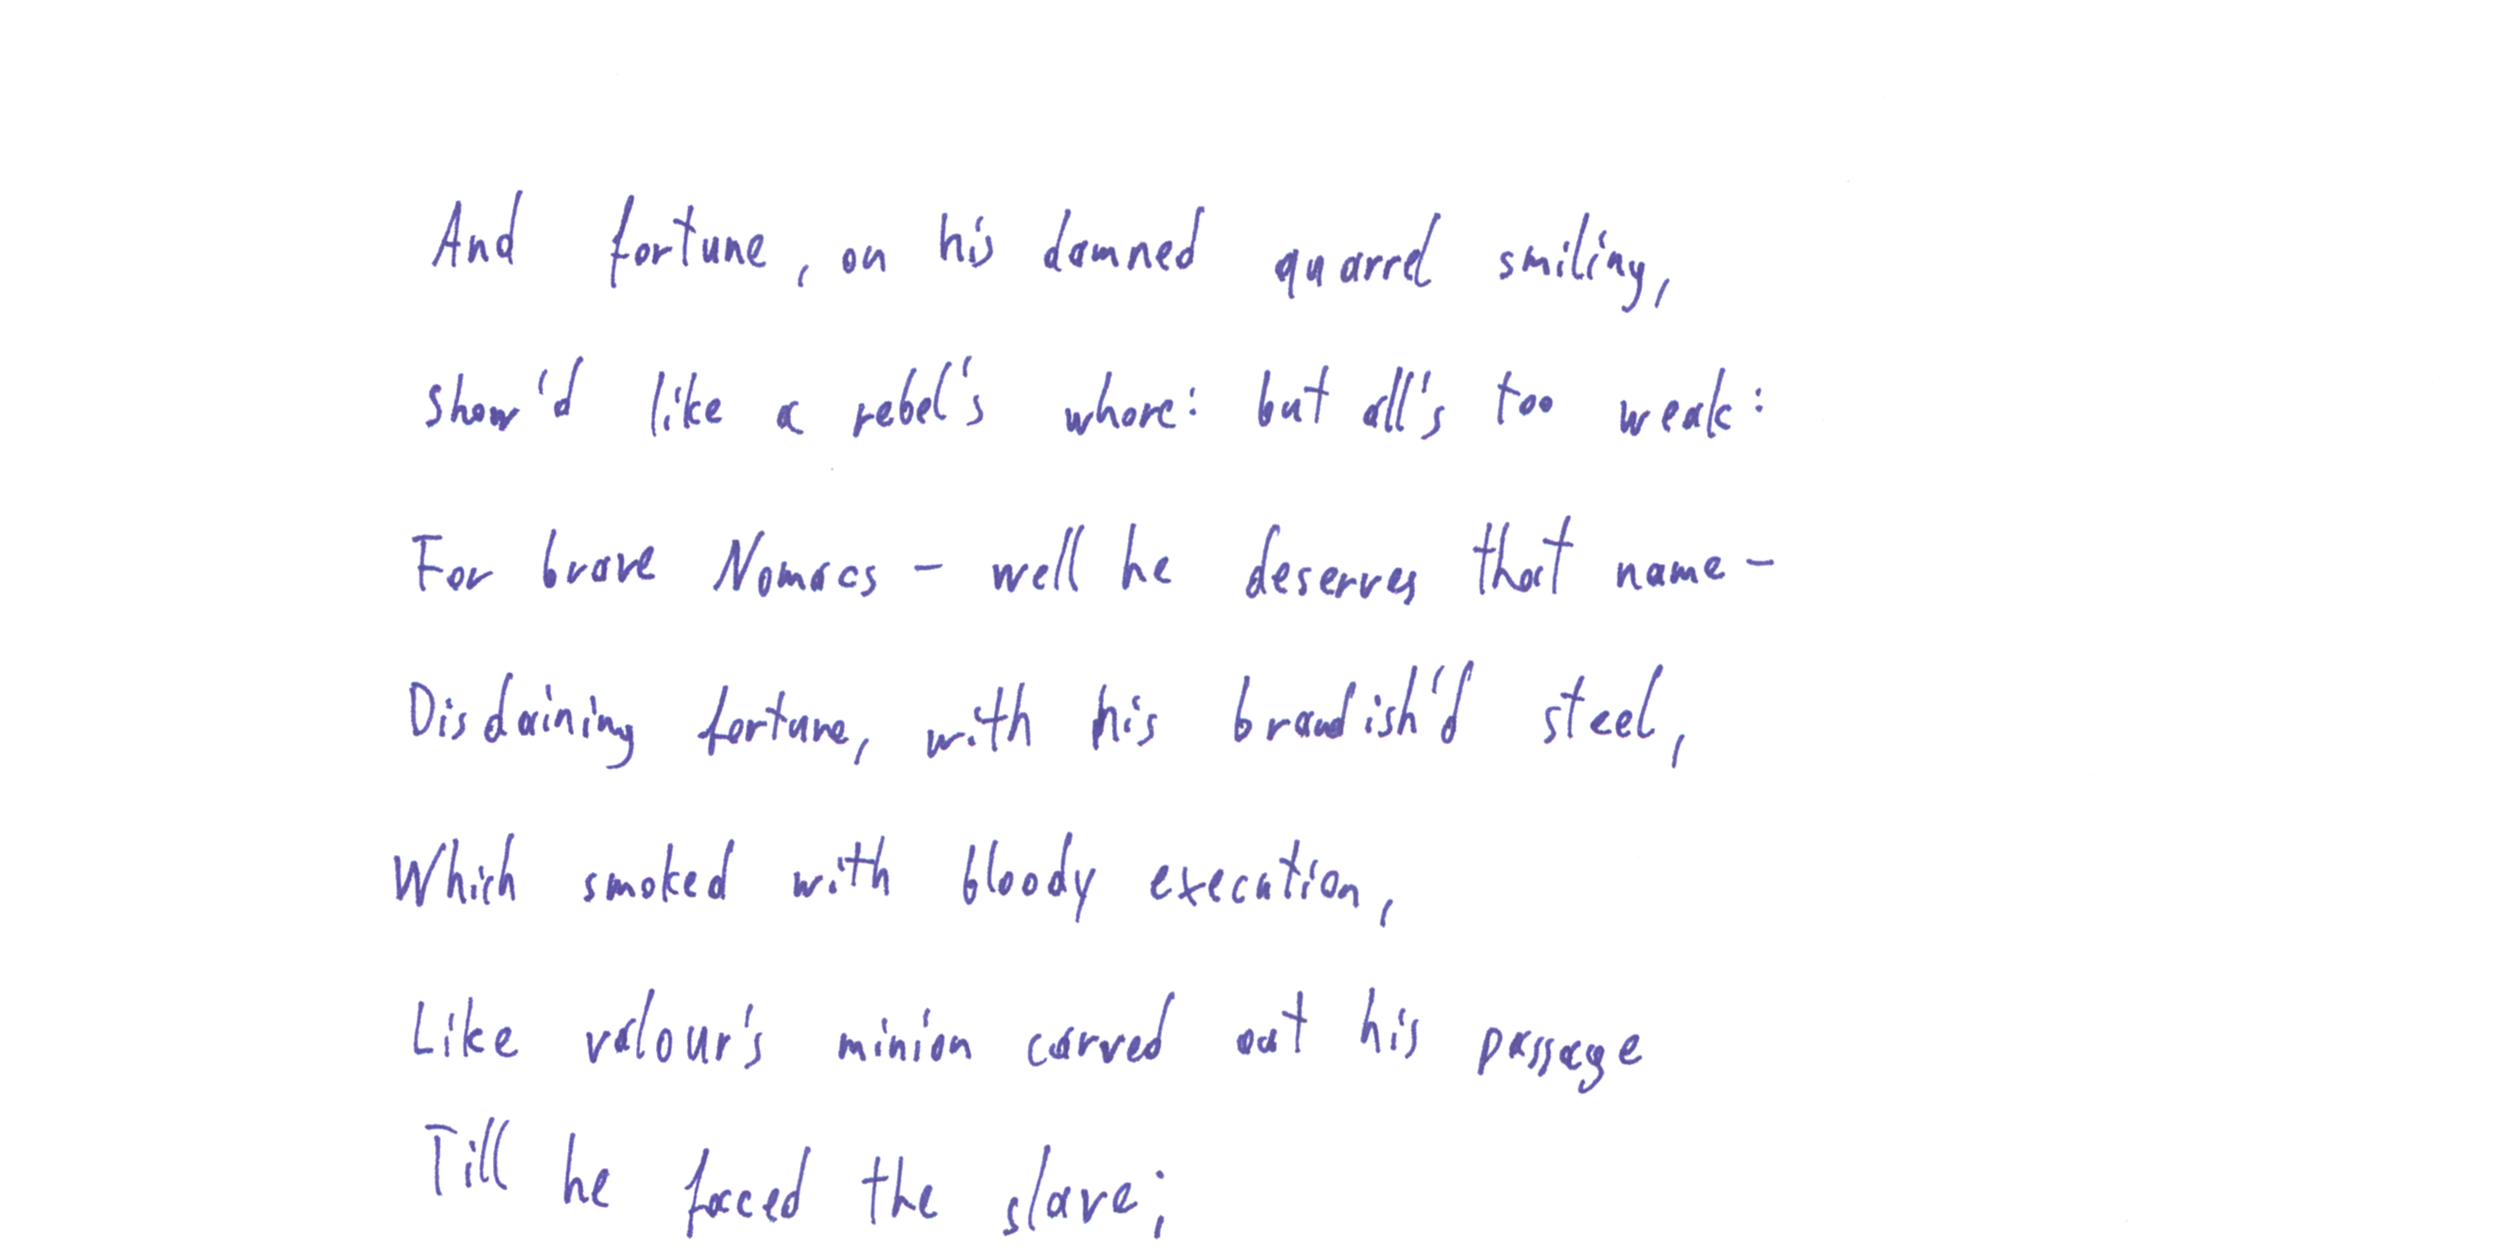 And fortune, on his damned quarrel smiling,
Show'd like a rebel's whore: but all's too weak:
For brave Nomacs - well he deserves that name -
Disdaining fortune, with his brandish'd steel,
Which smoked with bloody execution,
Like valour's minion carved out his passage
Till he faced the slave;